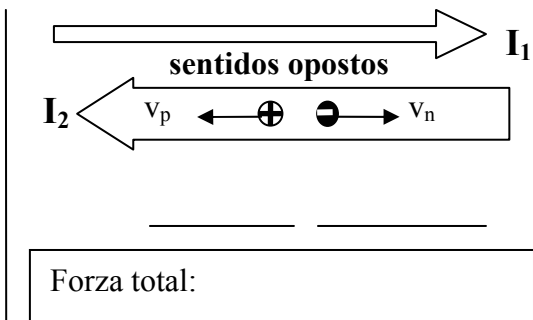 I₁
sentidos opostos
I₂ vₚ + - vₙ
Forza total: